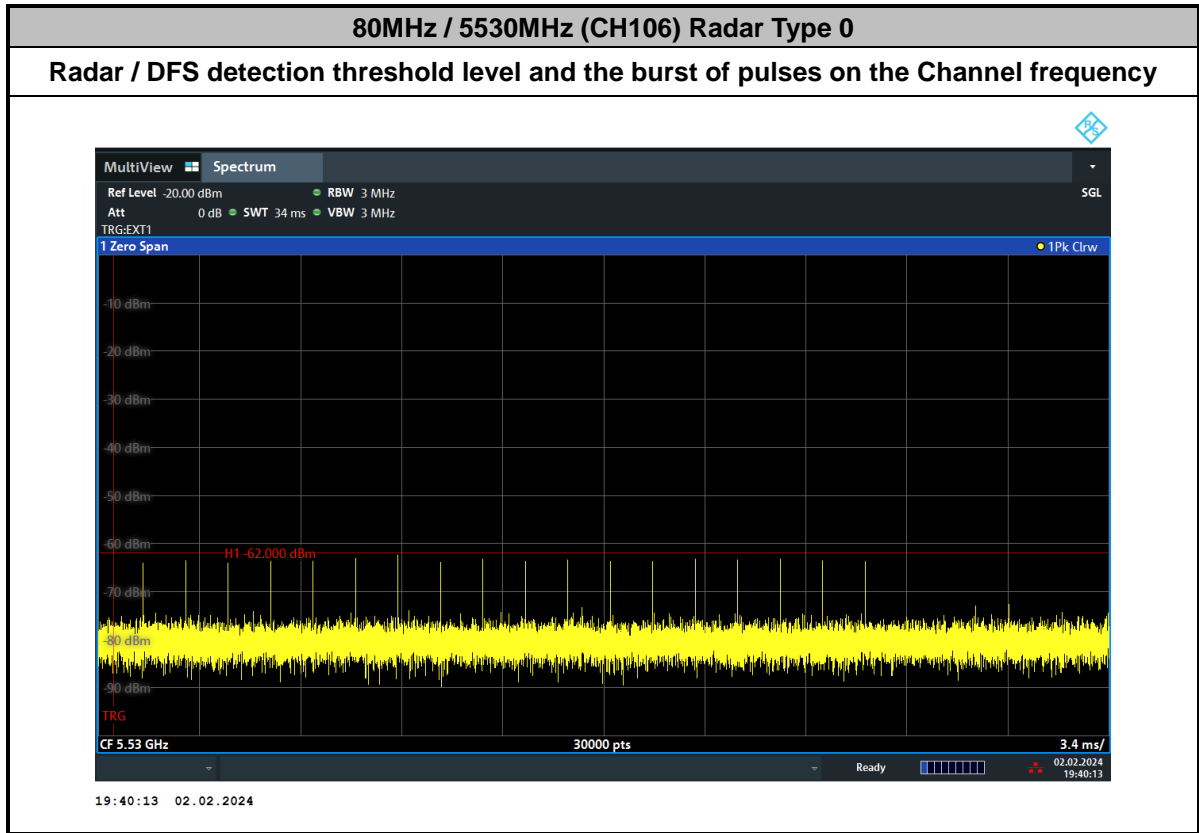 80MHz / 5530MHz (CH106) Radar Type 0
Radar / DFS detection threshold level and the burst of pulses on the Channel frequency
R&S
MultiView Spectrum
Ref Level -20.00 dBm RBW 3 MHz SGL
Att 0 dB SWT 34 ms VBW 3 MHz
TRG:EXT1
1 Zero Span 1Pk Clrw
-10 dBm
-20 dBm
-30 dBm
-40 dBm
-50 dBm
-60 dBm
H1 -62.000 dBm
-70 dBm
-80 dBm
-90 dBm
TRG
CF 5.53 GHz 30000 pts 3.4 ms/
Ready 02.02.2024
19:40:13
19:40:13 02.02.2024